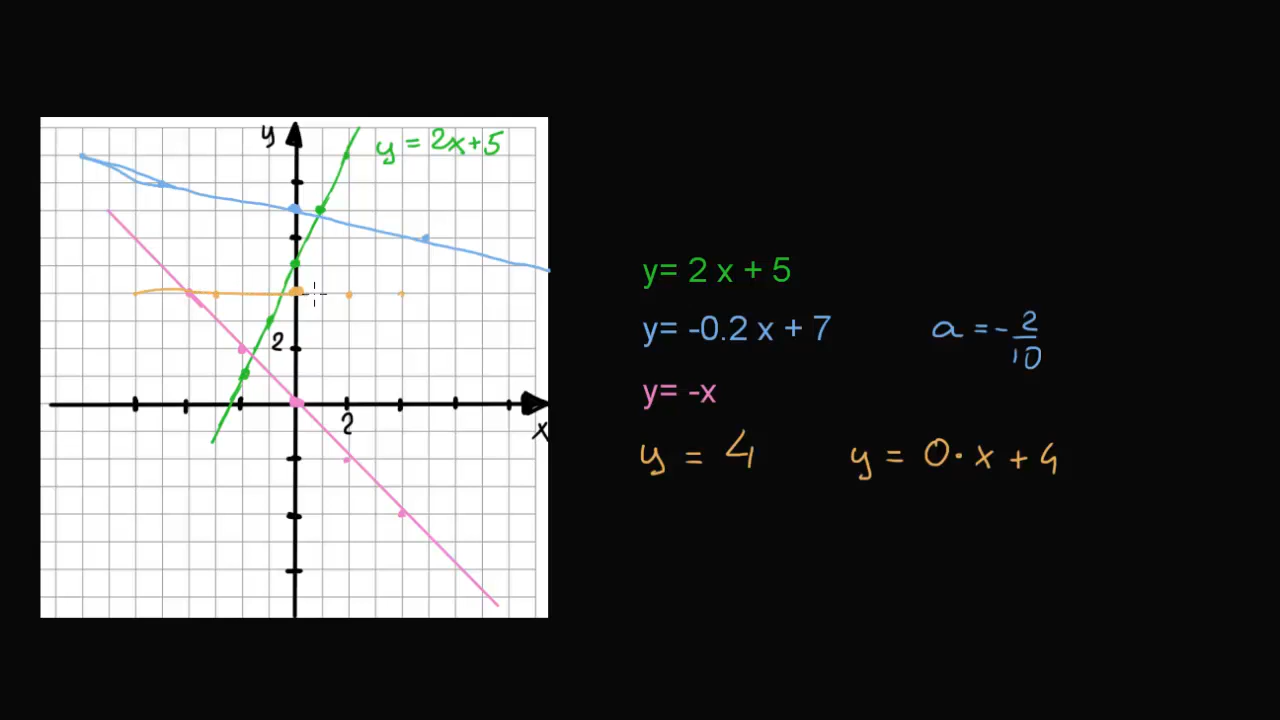 y
y = 2x+5
2
2
x
y= 2 x + 5
y= -0.2 x + 7
a = - 2/10
y= -x
y = 4
y = 0· x + 4